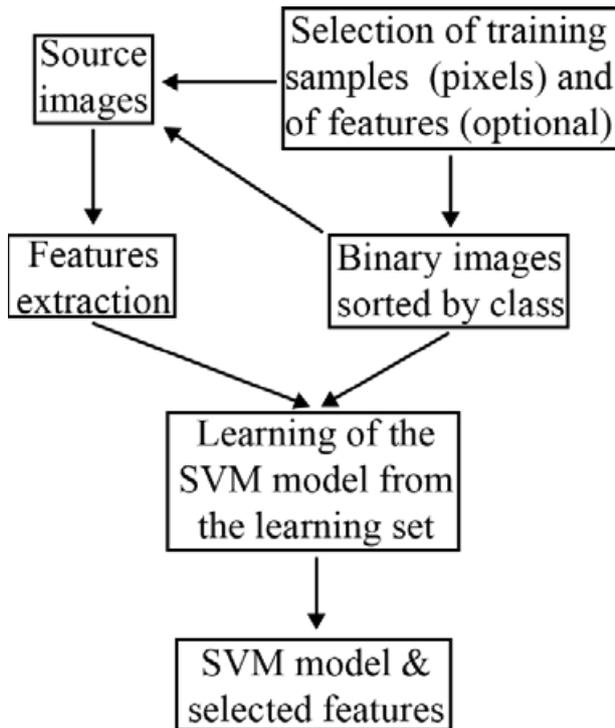 Source
images
Selection of training
samples (pixels) and
of features (optional)
Features
extraction
Binary images
sorted by class
Learning of the
SVM model from
the learning set
SVM model &
selected features